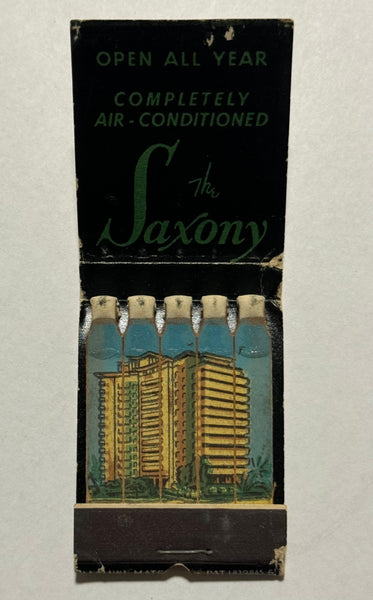 OPEN ALL YEAR
COMPLETELY
AIR-CONDITIONED
The
Saxony